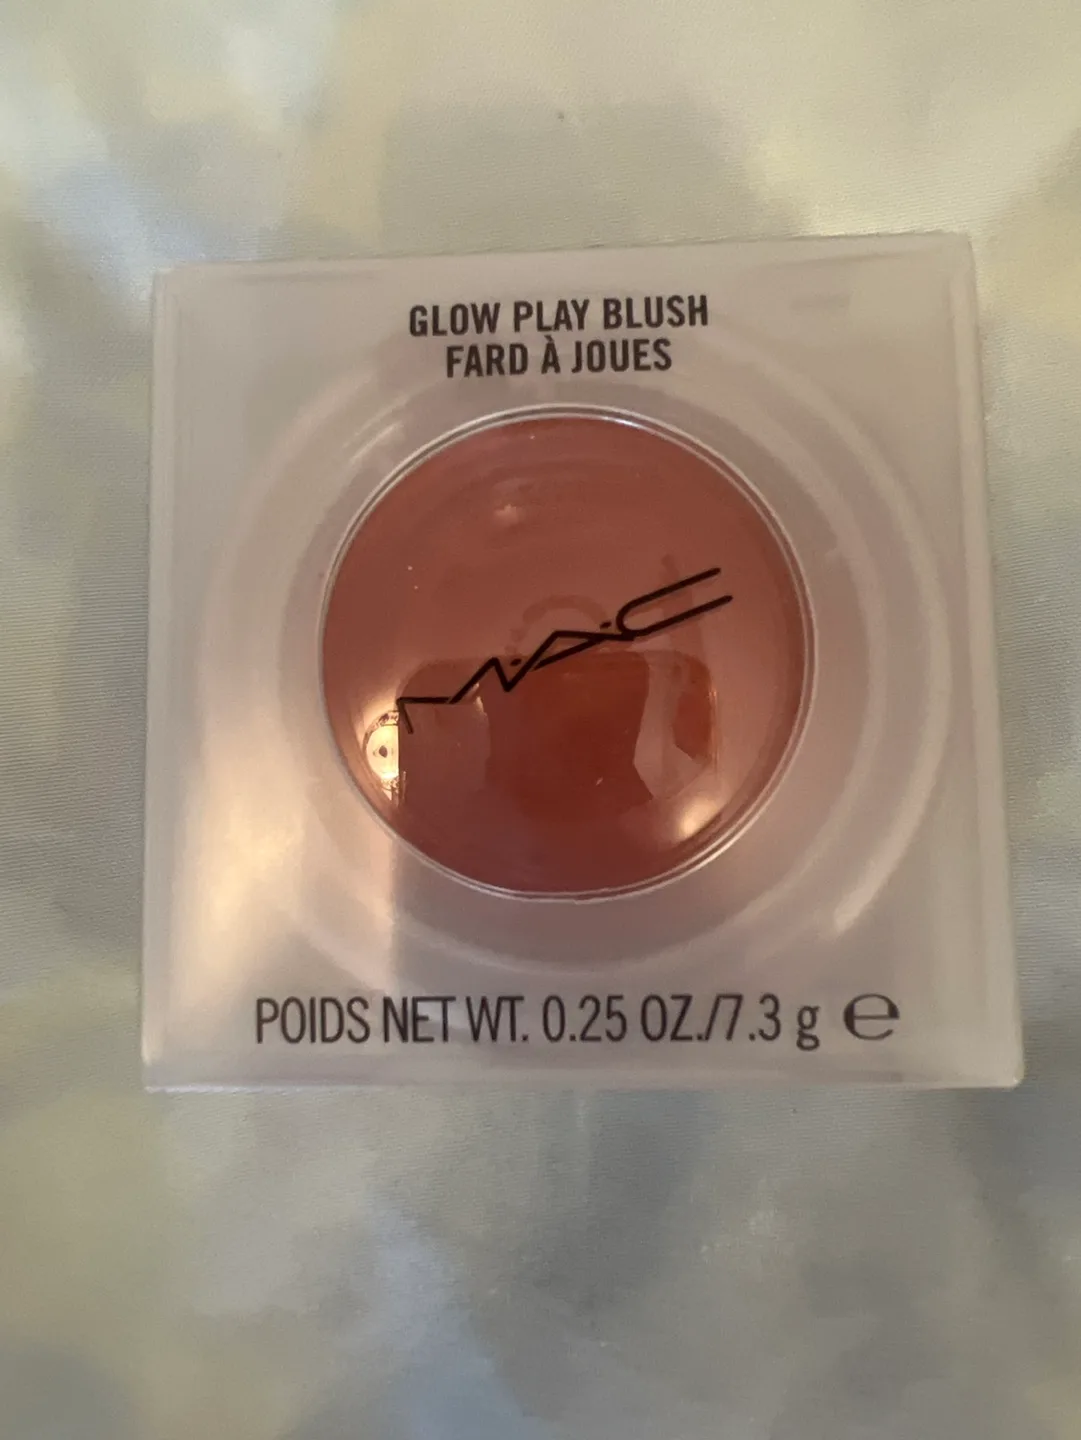 GLOW PLAY BLUSH
FARD À JOUES
M·A·C
POIDS NET WT. 0.25 OZ./7.3 g ℮